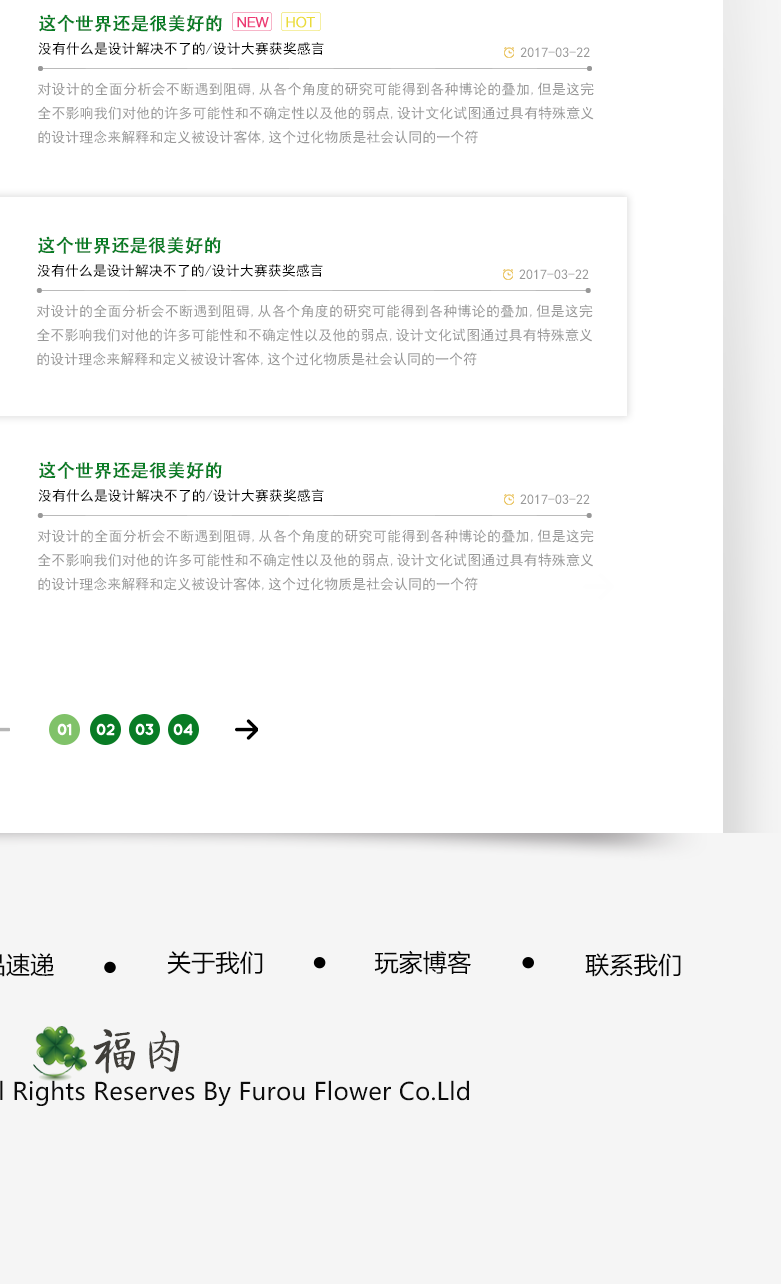 这个世界还是很美好的 NEW HOT
没有什么是设计解决不了的/设计大赛获奖感言 2017-03-22
对设计的全面分析会不断遇到阻碍, 从各个角度的研究可能得到各种博论的叠加, 但是这完
全不影响我们对他的许多可能性和不确定性以及他的弱点, 设计文化试图通过具有特殊意义
的设计理念来解释和定义被设计客体, 这个过化物质是社会认同的一个符
这个世界还是很美好的
没有什么是设计解决不了的/设计大赛获奖感言 2017-03-22
对设计的全面分析会不断遇到阻碍, 从各个角度的研究可能得到各种博论的叠加, 但是这完
全不影响我们对他的许多可能性和不确定性以及他的弱点, 设计文化试图通过具有特殊意义
的设计理念来解释和定义被设计客体, 这个过化物质是社会认同的一个符
这个世界还是很美好的
没有什么是设计解决不了的/设计大赛获奖感言 2017-03-22
对设计的全面分析会不断遇到阻碍, 从各个角度的研究可能得到各种博论的叠加, 但是这完
全不影响我们对他的许多可能性和不确定性以及他的弱点, 设计文化试图通过具有特殊意义
的设计理念来解释和定义被设计客体, 这个过化物质是社会认同的一个符
01 02 03 04
品速递 ● 关于我们 ● 玩家博客 ● 联系我们
福肉
l Rights Reserves By Furou Flower Co.Lld